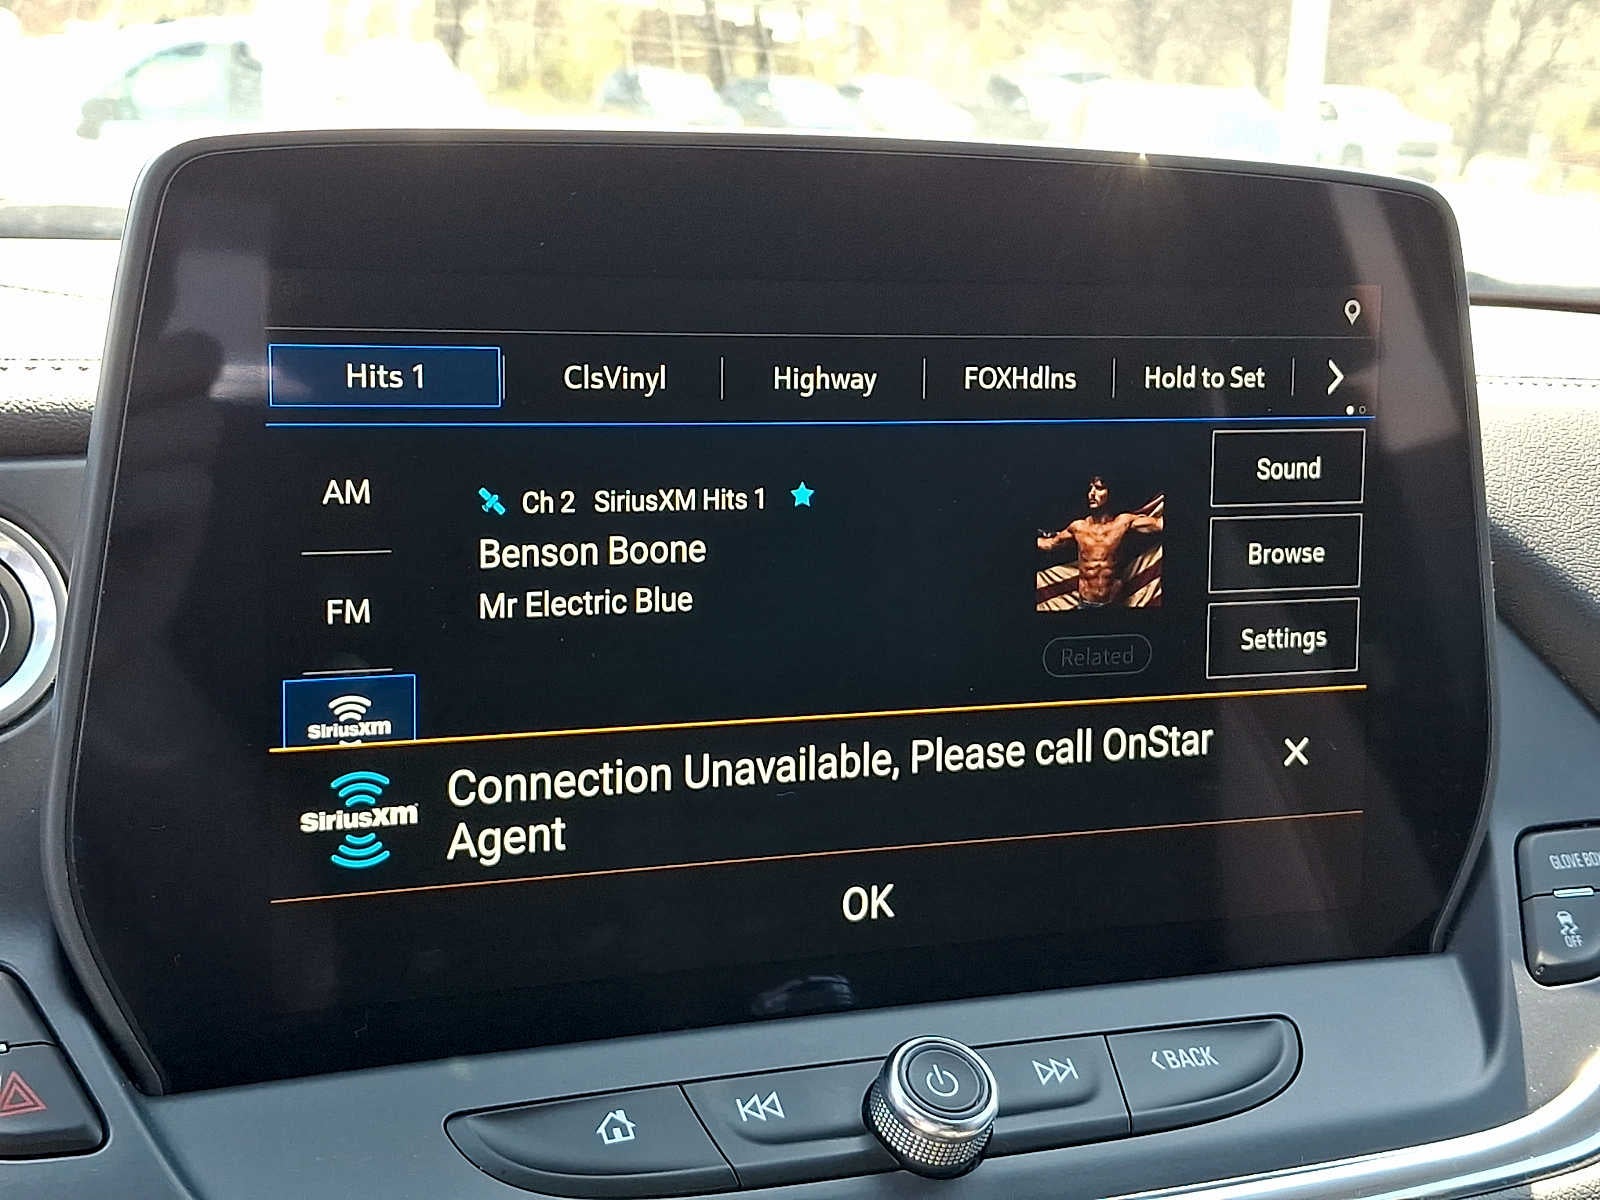 Hits 1
ClsVinyl
Highway
FOXHdlns
Hold to Set
AM
Ch 2 SiriusXM Hits 1
Sound
Benson Boone
Browse
FM
Mr Electric Blue
Settings
Related
SiriusXm
Connection Unavailable, Please call OnStar
Agent
SiriusXm
OK
GLOVE BOX
OFF
BACK